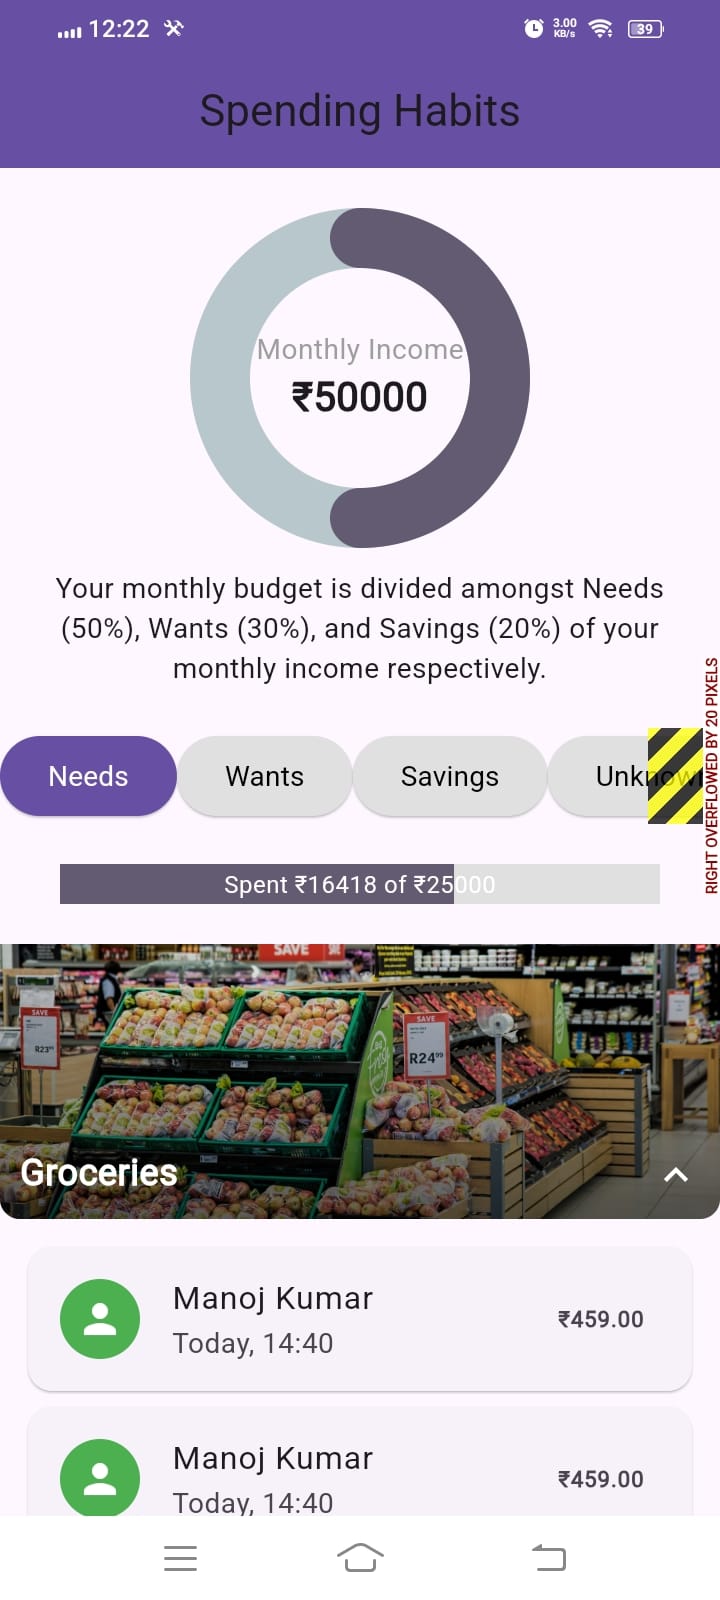 12:22
3.00
KB/s
39
Spending Habits
Monthly Income
₹50000
Your monthly budget is divided amongst Needs
(50%), Wants (30%), and Savings (20%) of your
monthly income respectively.
RIGHT OVERFLOWED BY 20 PIXELS
Needs
Wants
Savings
Unknown
Spent ₹16418 of ₹25000
SAVE
SAVE
R23
SAVE
R24⁹⁹
Groceries
Manoj Kumar
Today, 14:40
₹459.00
Manoj Kumar
Today, 14:40
₹459.00